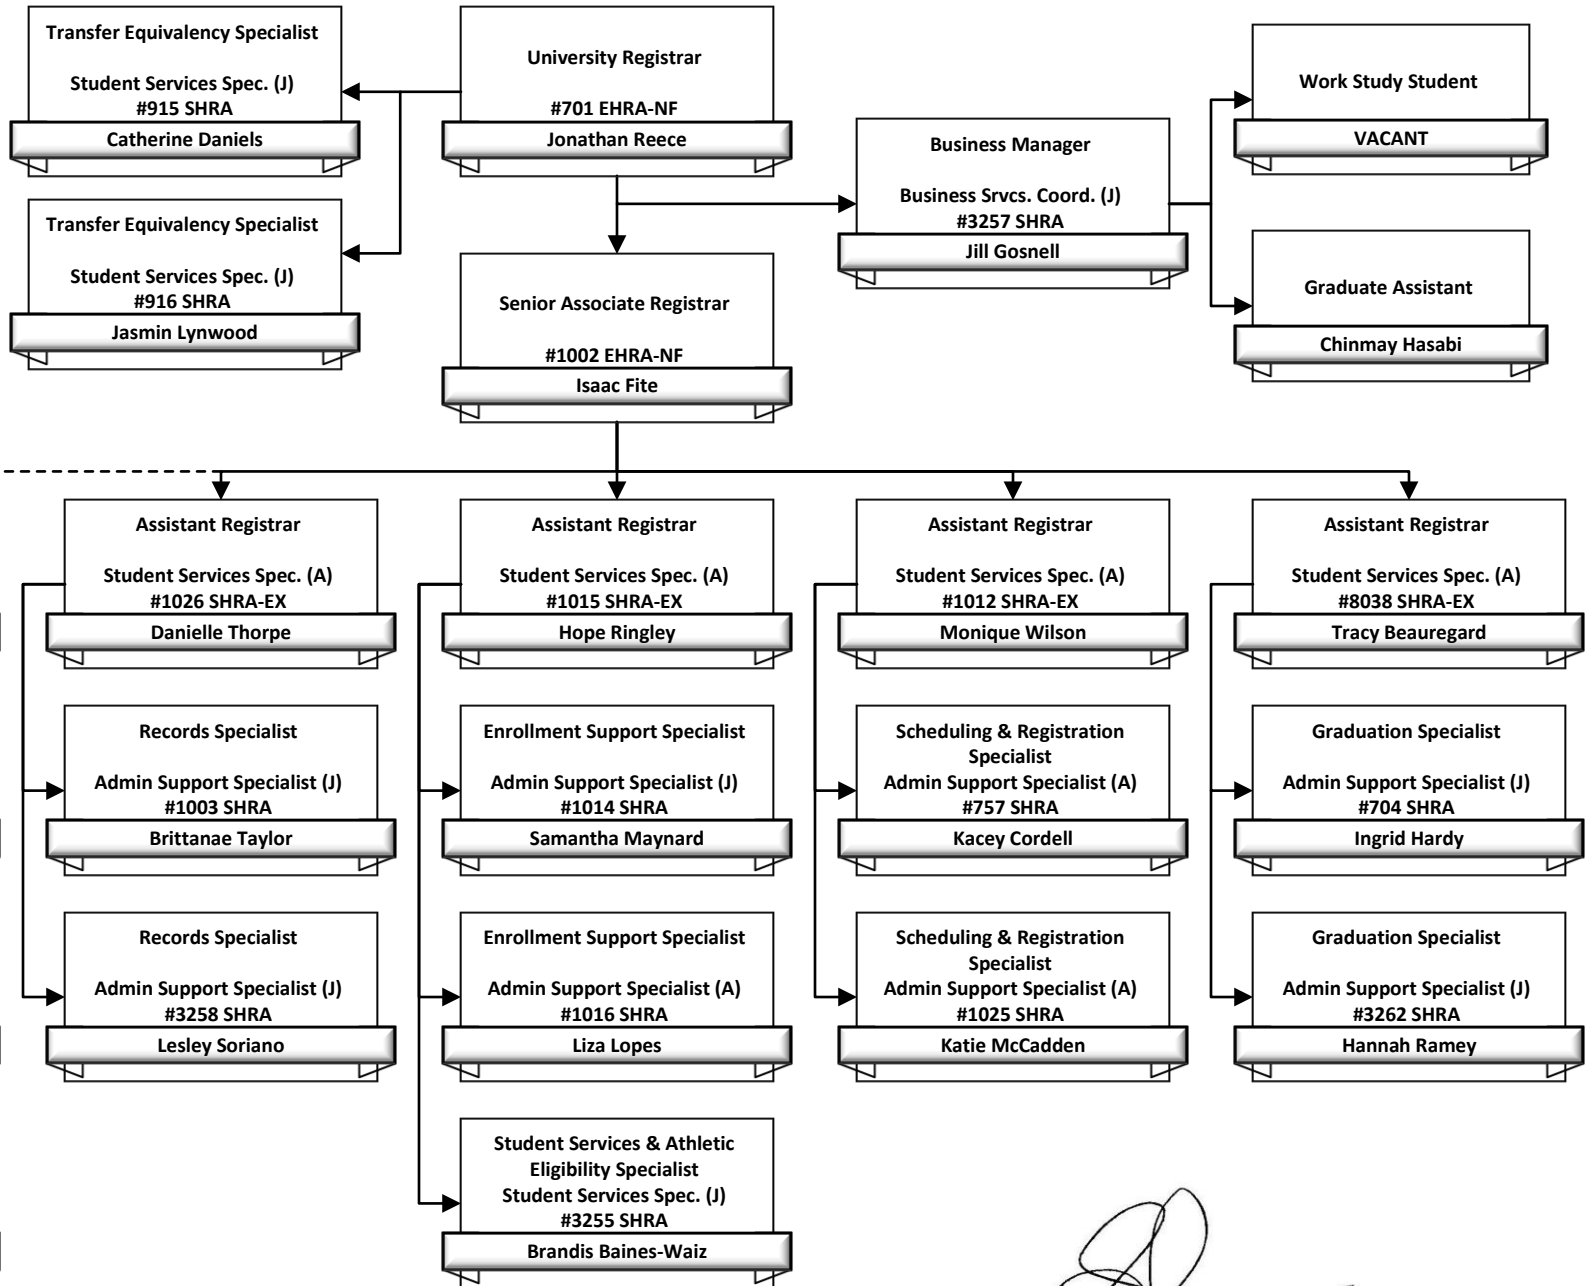 Transfer Equivalency Specialist
Student Services Spec. (J)
#915 SHRA
Catherine Daniels
University Registrar
#701 EHRA-NF
Jonathan Reece
Work Study Student
VACANT
Business Manager
Business Srvcs. Coord. (J)
#3257 SHRA
Jill Gosnell
Transfer Equivalency Specialist
Student Services Spec. (J)
#916 SHRA
Jasmin Lynwood
Senior Associate Registrar
#1002 EHRA-NF
Isaac Fite
Graduate Assistant
Chinmay Hasabi
Assistant Registrar
Student Services Spec. (A)
#1026 SHRA-EX
Danielle Thorpe
Assistant Registrar
Student Services Spec. (A)
#1015 SHRA-EX
Hope Ringley
Assistant Registrar
Student Services Spec. (A)
#1012 SHRA-EX
Monique Wilson
Assistant Registrar
Student Services Spec. (A)
#8038 SHRA-EX
Tracy Beauregard
Records Specialist
Admin Support Specialist (J)
#1003 SHRA
Brittanae Taylor
Enrollment Support Specialist
Admin Support Specialist (J)
#1014 SHRA
Samantha Maynard
Scheduling & Registration
Specialist
Admin Support Specialist (A)
#757 SHRA
Kacey Cordell
Graduation Specialist
Admin Support Specialist (J)
#704 SHRA
Ingrid Hardy
Records Specialist
Admin Support Specialist (J)
#3258 SHRA
Lesley Soriano
Enrollment Support Specialist
Admin Support Specialist (A)
#1016 SHRA
Liza Lopes
Scheduling & Registration
Specialist
Admin Support Specialist (A)
#1025 SHRA
Katie McCadden
Graduation Specialist
Admin Support Specialist (J)
#3262 SHRA
Hannah Ramey
Student Services & Athletic
Eligibility Specialist
Student Services Spec. (J)
#3255 SHRA
Brandis Baines-Waiz